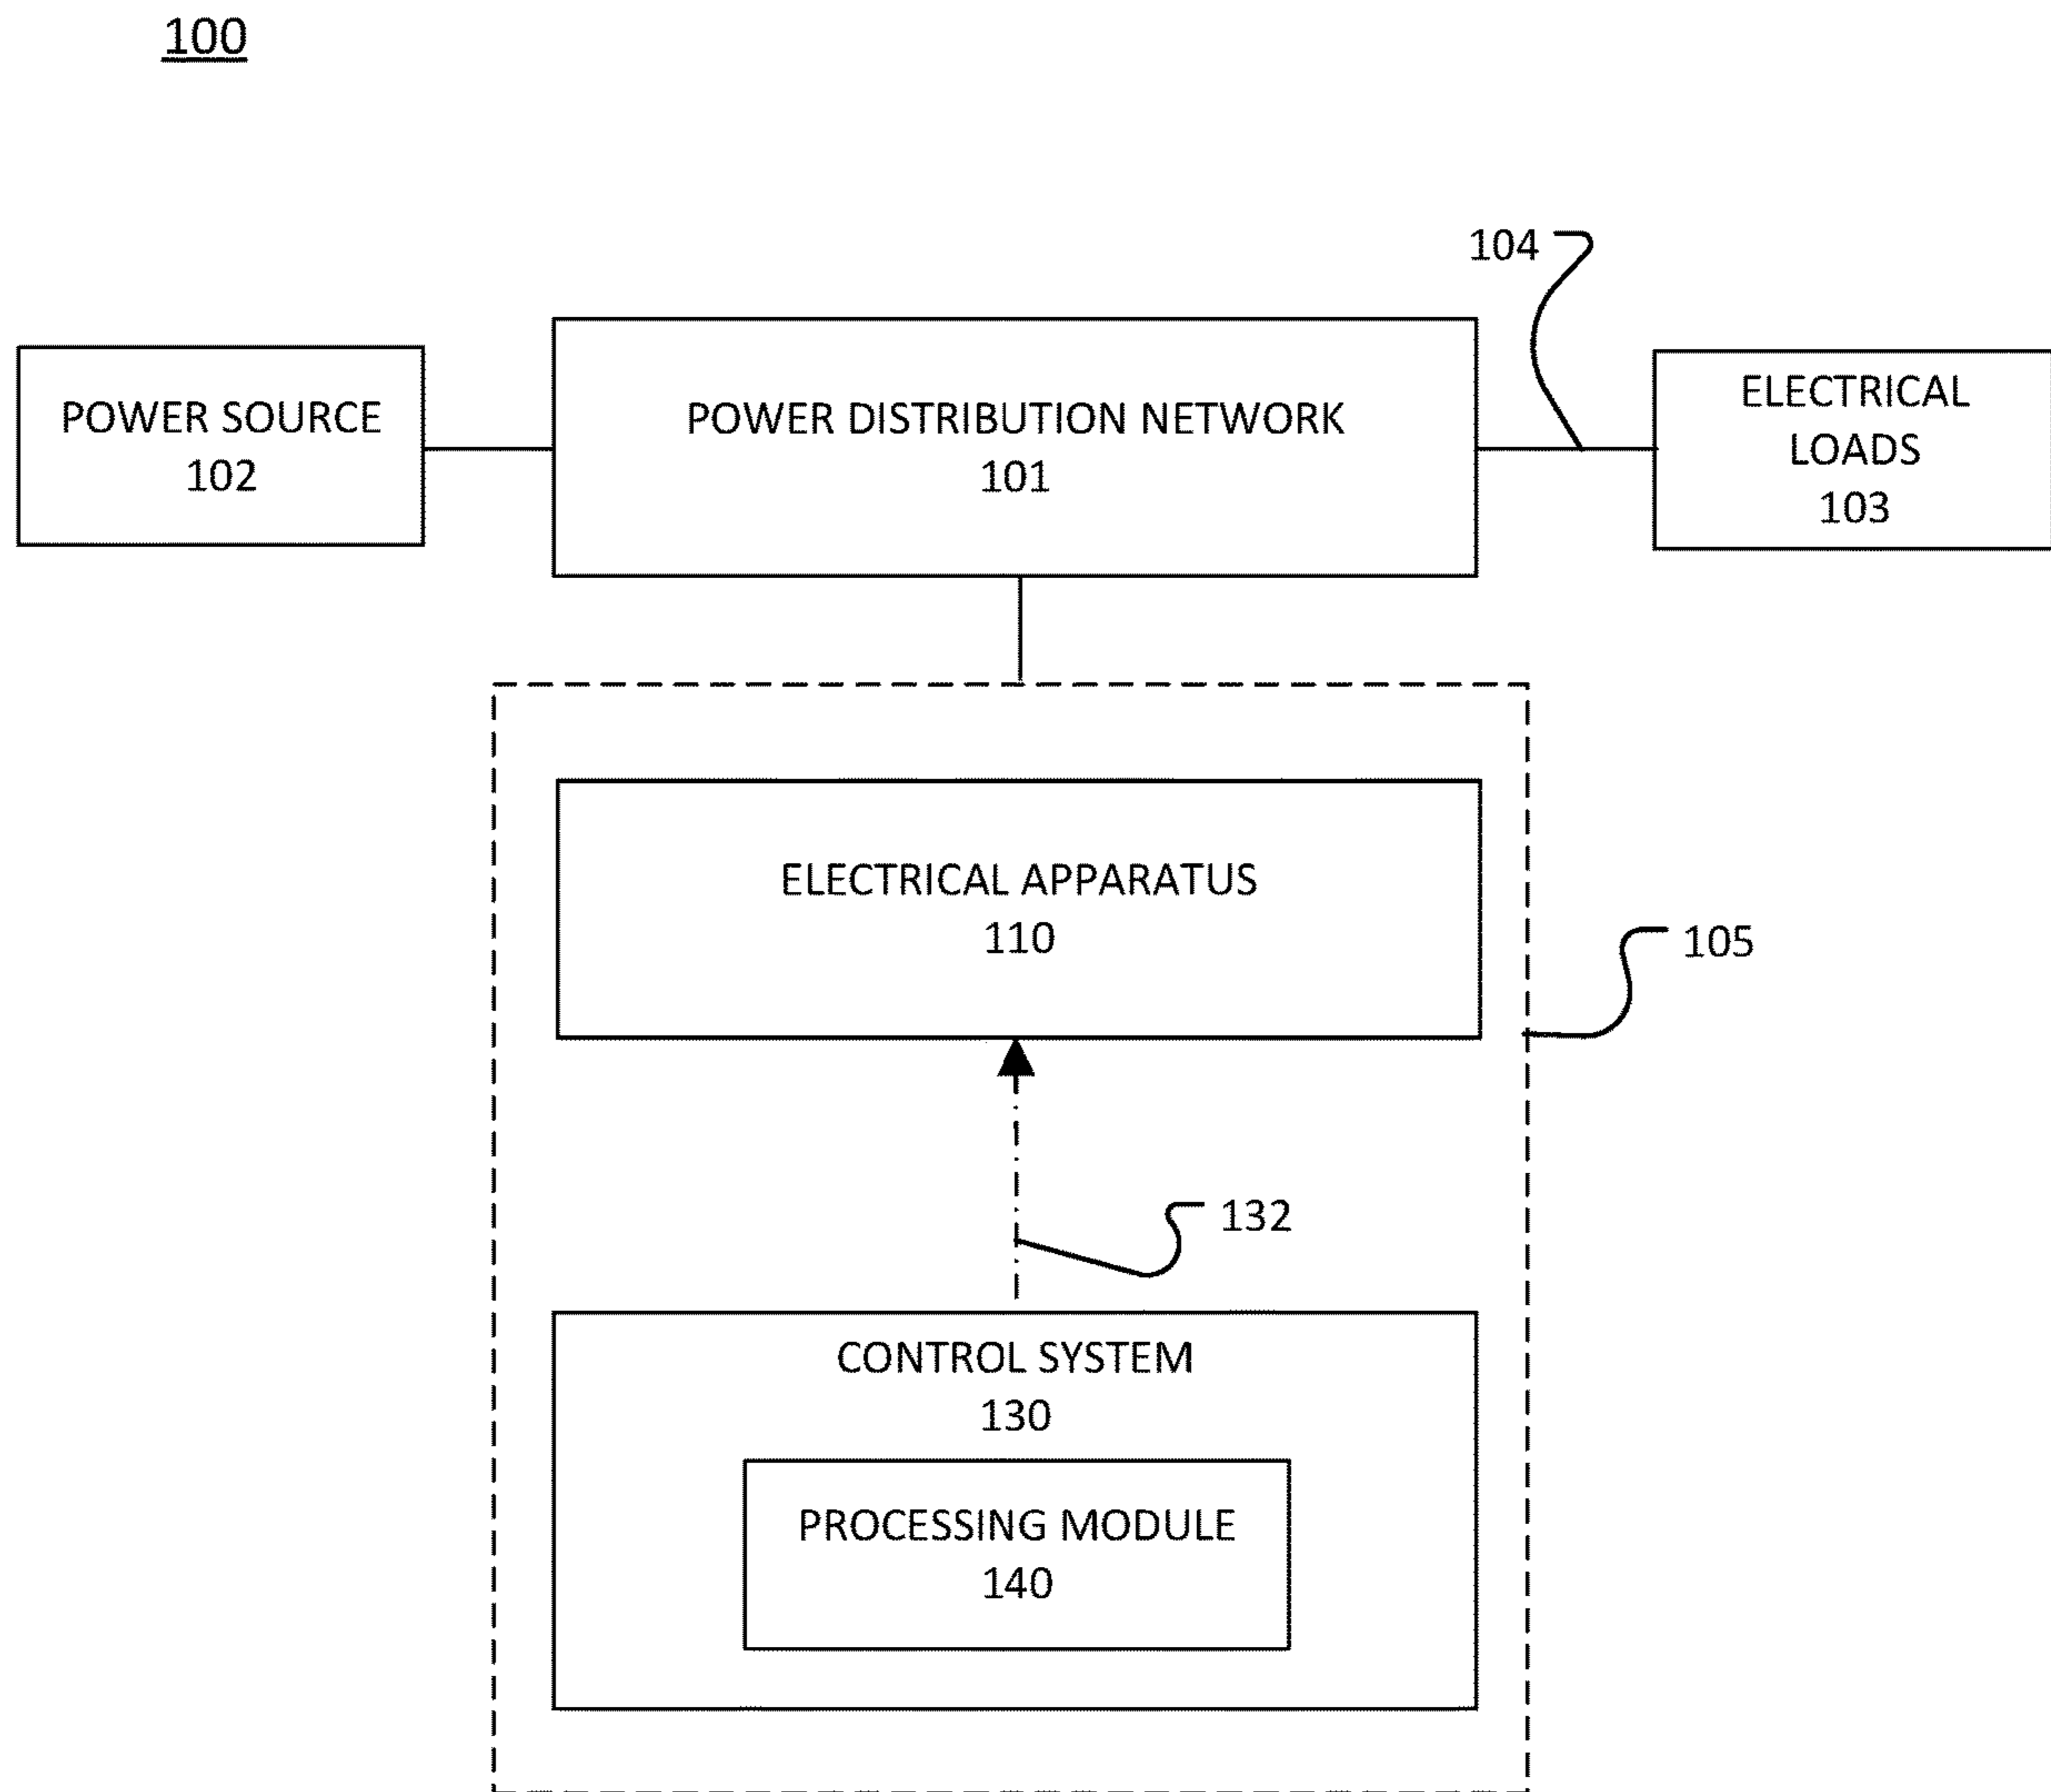 100
104
POWER SOURCE
102
POWER DISTRIBUTION NETWORK
101
ELECTRICAL
LOADS
103
ELECTRICAL APPARATUS
110
105
132
CONTROL SYSTEM
130
PROCESSING MODULE
140